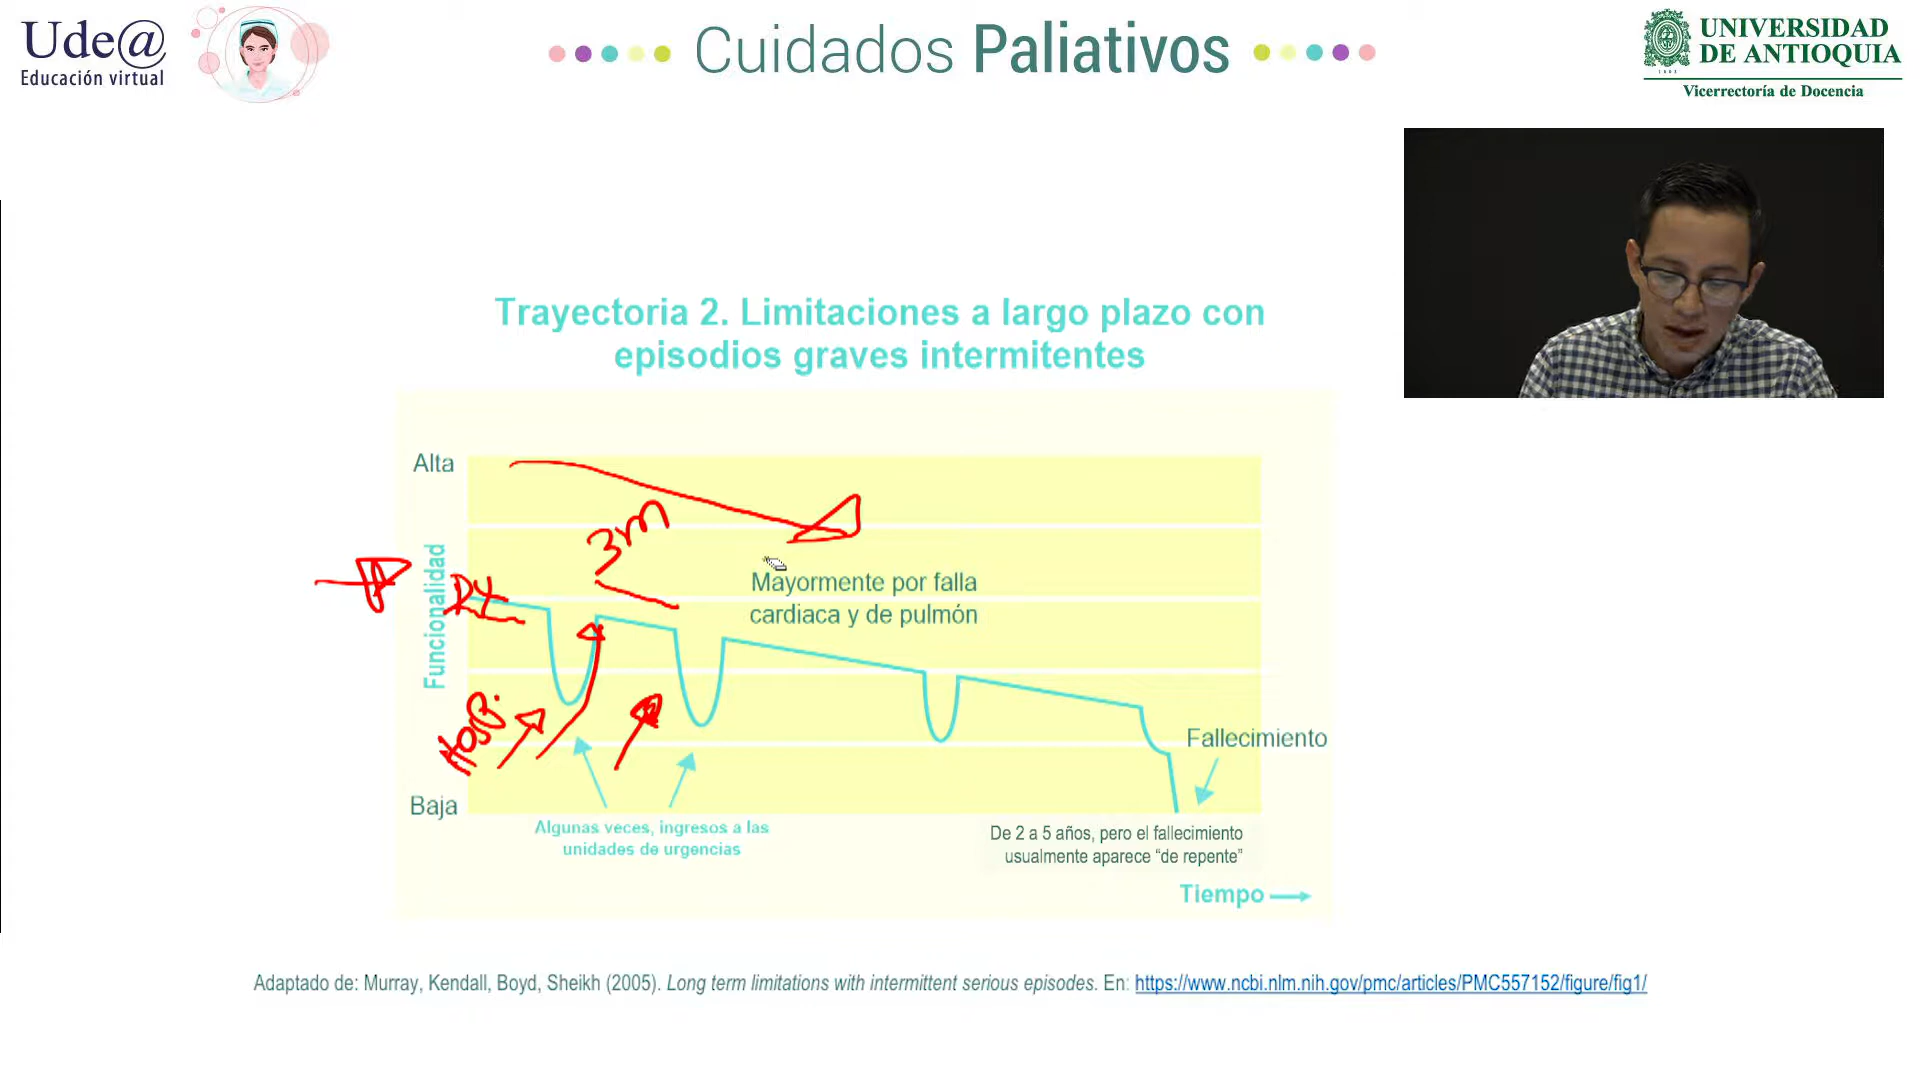 Ude@
Educación virtual
Cuidados Paliativos
UNIVERSIDAD
DE ANTIOQUIA
1803
Vicerrectoría de Docencia
Trayectoria 2. Limitaciones a largo plazo con
episodios graves intermitentes
Alta
3m
Funcionalidad
Mayormente por falla
cardiaca y de pulmón
Hospi.
Fallecimiento
Baja
Algunas veces, ingresos a las
unidades de urgencias
De 2 a 5 años, pero el fallecimiento
usualmente aparece “de repente”
Tiempo
Adaptado de: Murray, Kendall, Boyd, Sheikh (2005). Long term limitations with intermittent serious episodes. En: https://www.ncbi.nlm.nih.gov/pmc/articles/PMC557152/figure/fig1/